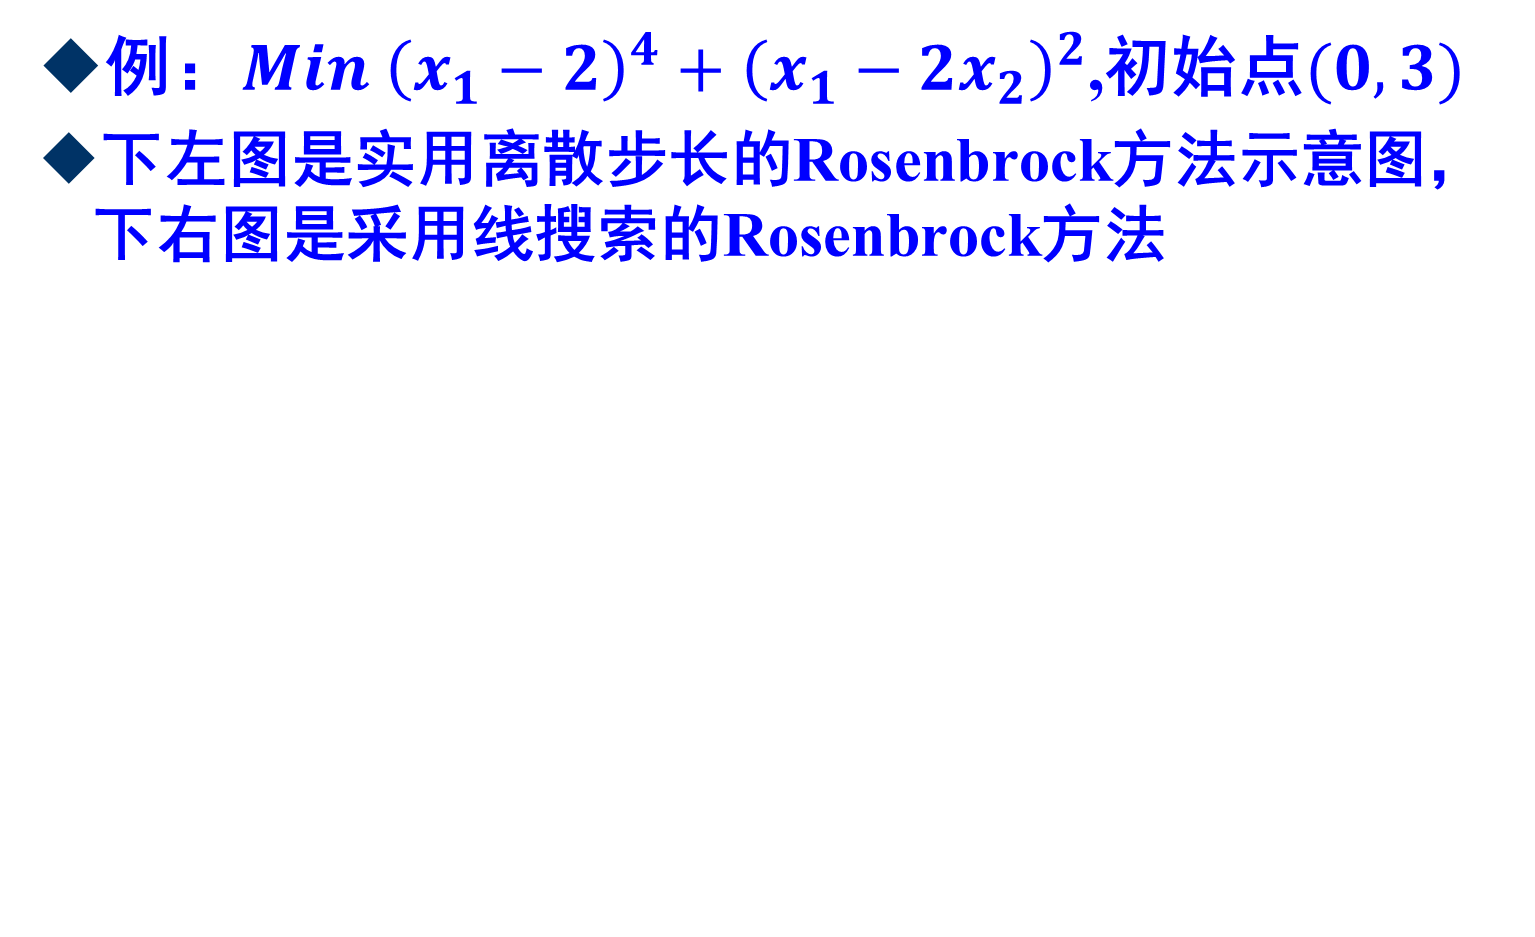 ◆例：Min (x₁ − 2)⁴ + (x₁ − 2x₂)²,初始点(0, 3)
◆下左图是实用离散步长的Rosenbrock方法示意图，
下右图是采用线搜索的Rosenbrock方法